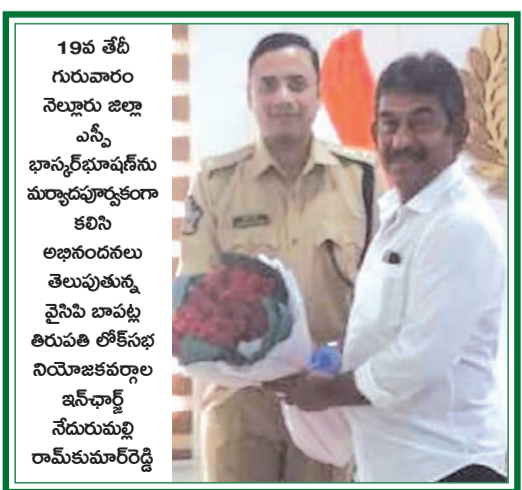 19వ తేదీ
గురువారం
నెల్లూరు జిల్లా
ఎస్పీ
భాస్కర్‌భూషణ్‌ను
మర్యాదపూర్వకంగా
కలిసి
అభినందనలు
తెలుపుతున్న
వైసిపి బాపట్ల
తిరుపతి లోక్‌సభ
నియోజకవర్గాల
ఇన్‌ఛార్జ్
నేదురుమల్లి
రామ్‌కుమార్‌రెడ్డి